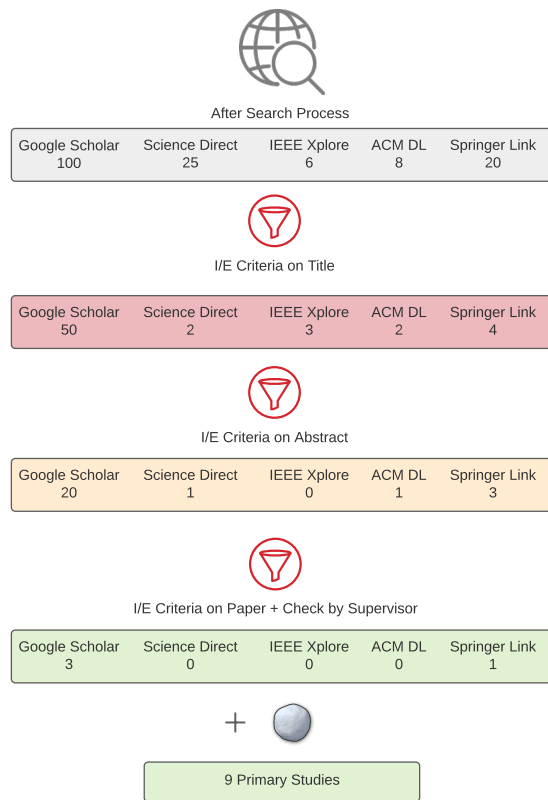 After Search Process
Google Scholar Science Direct IEEE Xplore ACM DL Springer Link
100 25 6 8 20
I/E Criteria on Title
Google Scholar Science Direct IEEE Xplore ACM DL Springer Link
50 2 3 2 4
I/E Criteria on Abstract
Google Scholar Science Direct IEEE Xplore ACM DL Springer Link
20 1 0 1 3
I/E Criteria on Paper + Check by Supervisor
Google Scholar Science Direct IEEE Xplore ACM DL Springer Link
3 0 0 0 1
+
9 Primary Studies